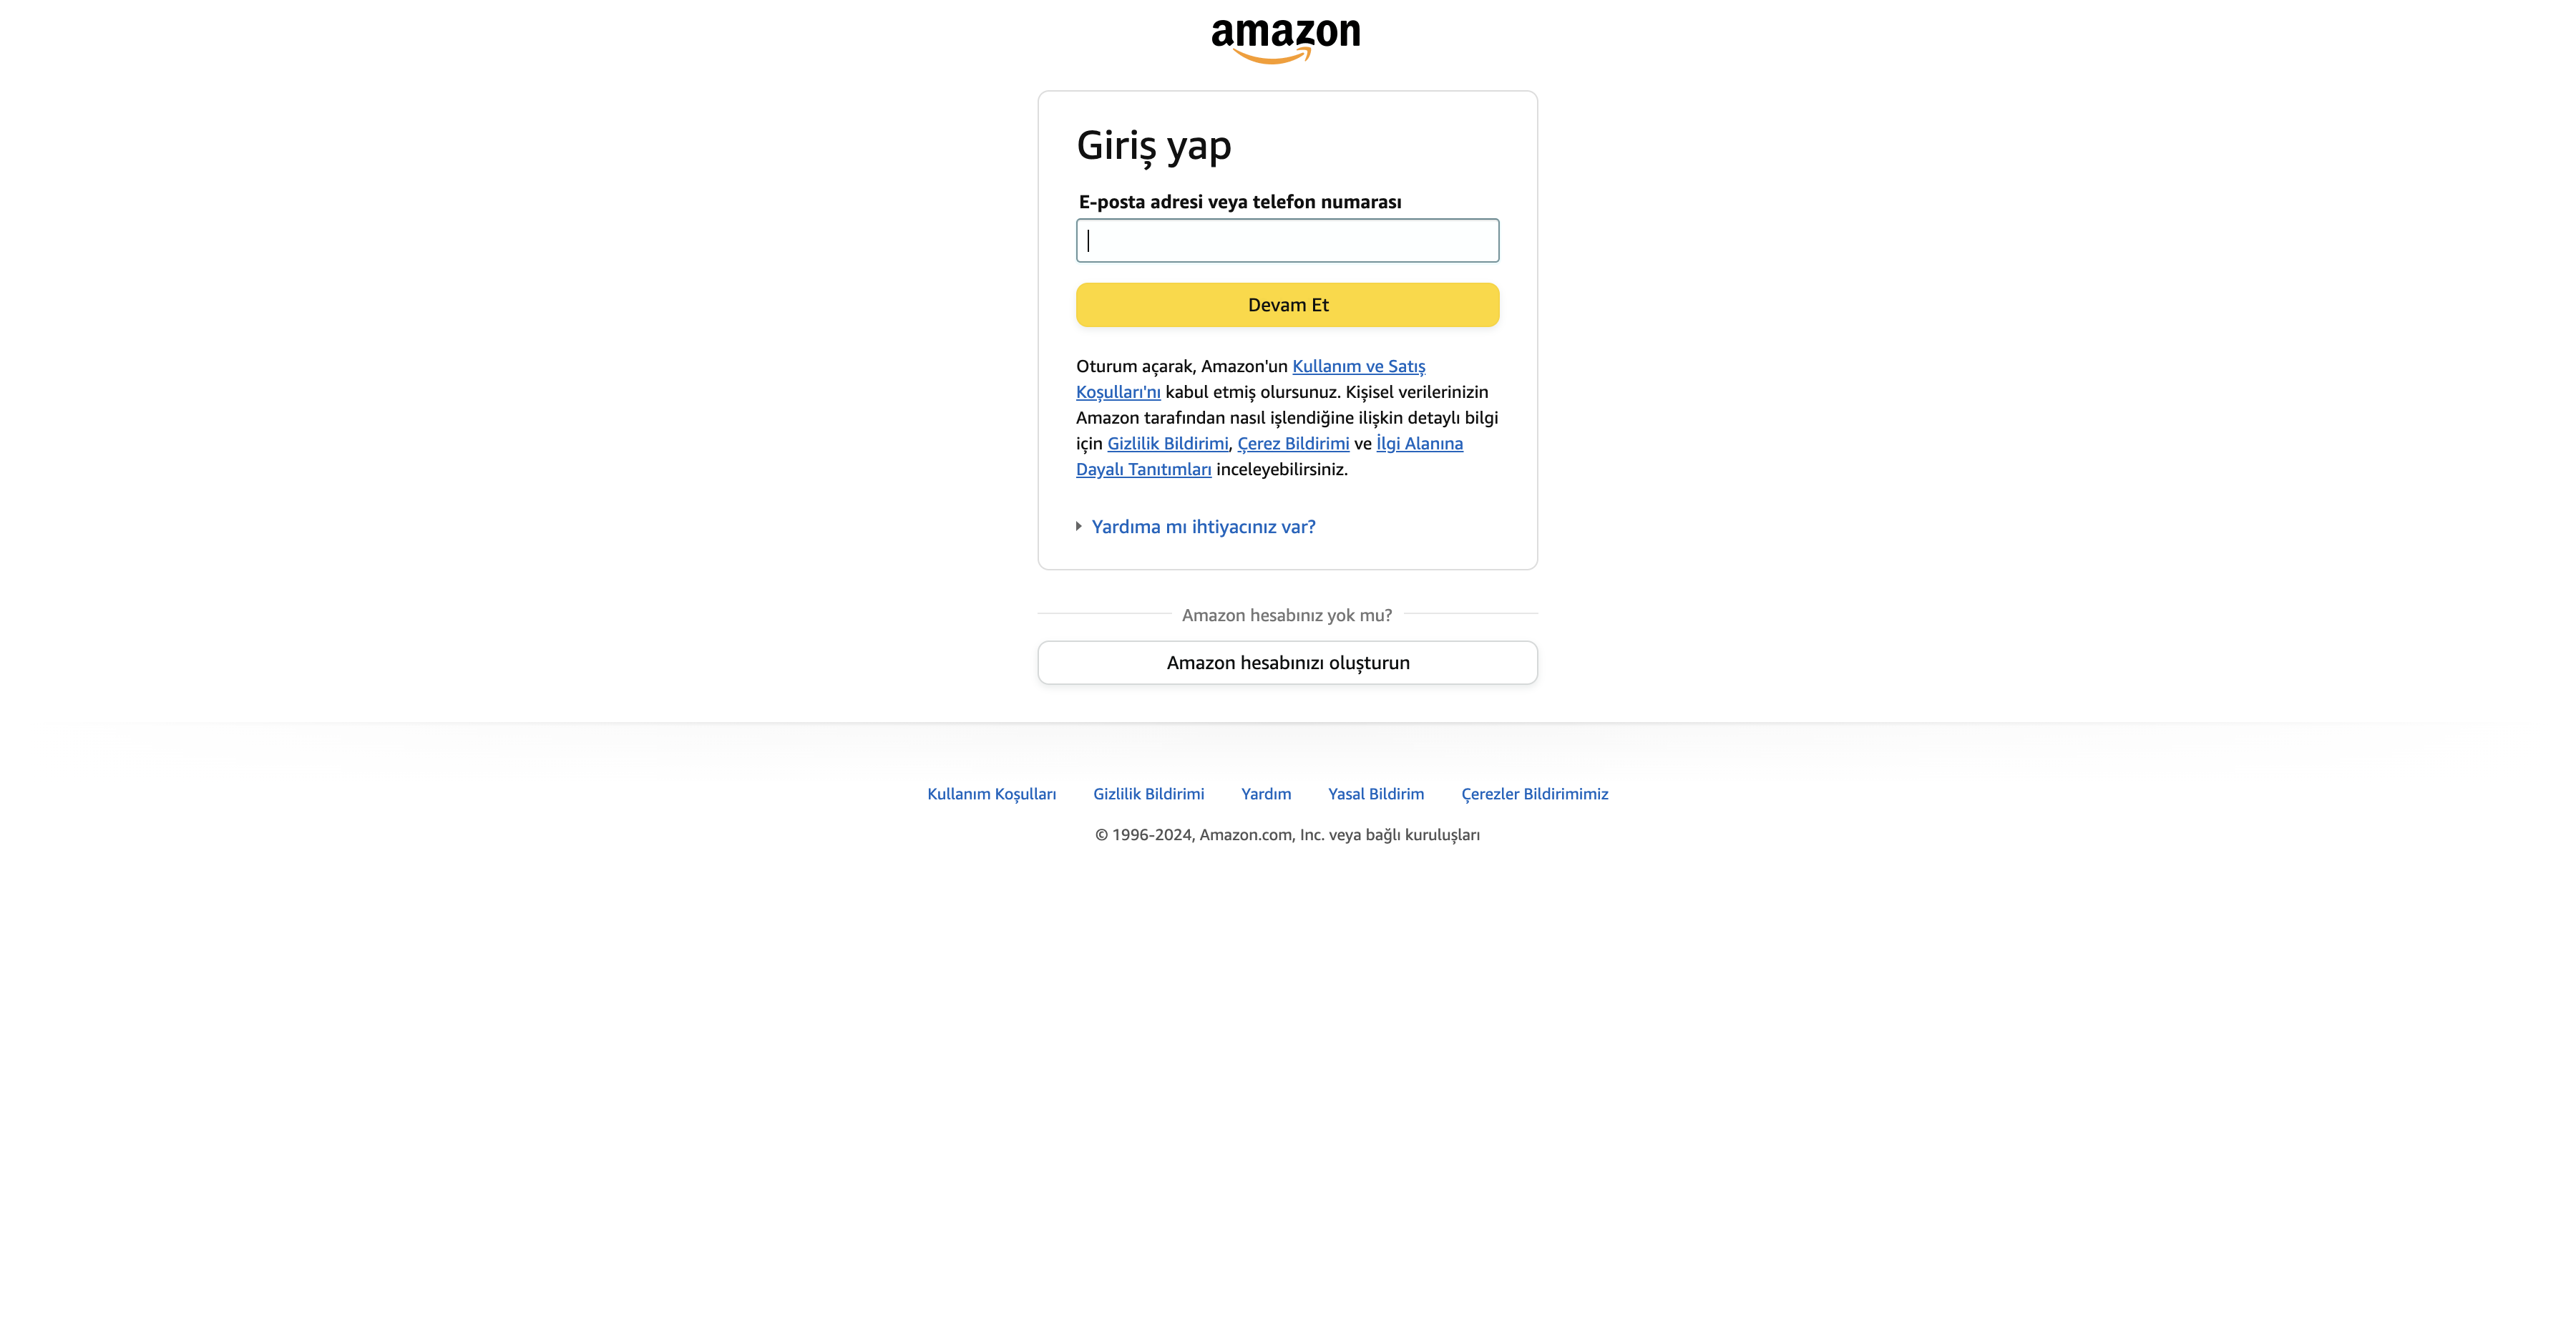 amazon
Giriş yap
E-posta adresi veya telefon numarası
Devam Et
Oturum açarak, Amazon'un Kullanım ve Satış
Koşulları'nı kabul etmiş olursunuz. Kişisel verilerinizin
Amazon tarafından nasıl işlendiğine ilişkin detaylı bilgi
için Gizlilik Bildirimi, Çerez Bildirimi ve İlgi Alanına
Dayalı Tanıtımları inceleyebilirsiniz.
Yardıma mı ihtiyacınız var?
Amazon hesabınız yok mu?
Amazon hesabınızı oluşturun
Kullanım Koşulları Gizlilik Bildirimi Yardım Yasal Bildirim Çerezler Bildirimimiz
© 1996-2024, Amazon.com, Inc. veya bağlı kuruluşları